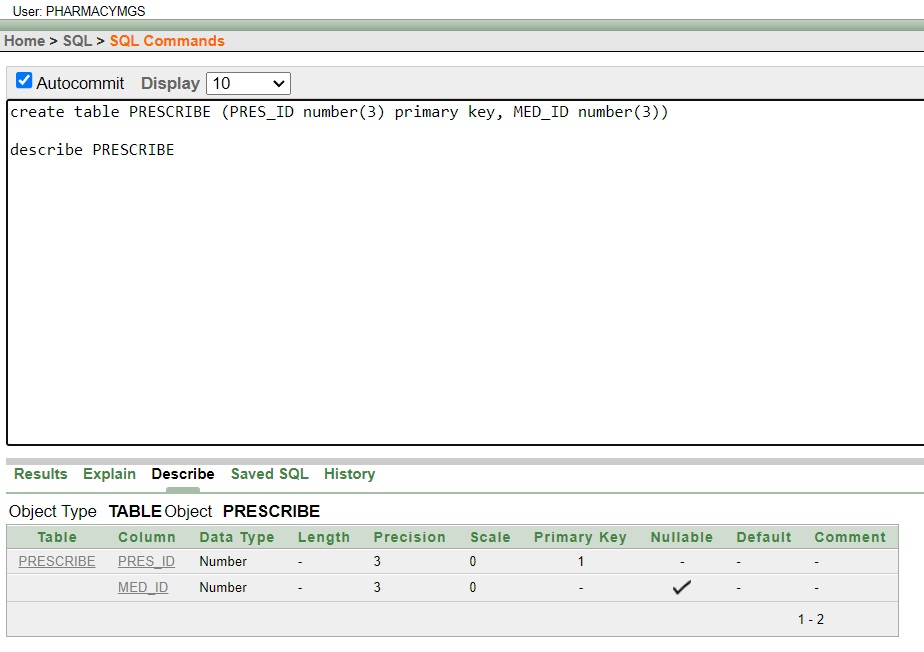 User: PHARMACYMGS
Home > SQL > SQL Commands
Autocommit Display 10
create table PRESCRIBE (PRES_ID number(3) primary key, MED_ID number(3))
describe PRESCRIBE
Results Explain Describe Saved SQL History
Object Type TABLE Object PRESCRIBE
Table Column Data Type Length Precision Scale Primary Key Nullable Default Comment
PRESCRIBE PRES_ID Number - 3 0 1 - - -
MED_ID Number - 3 0 - ✓ - -
1 - 2